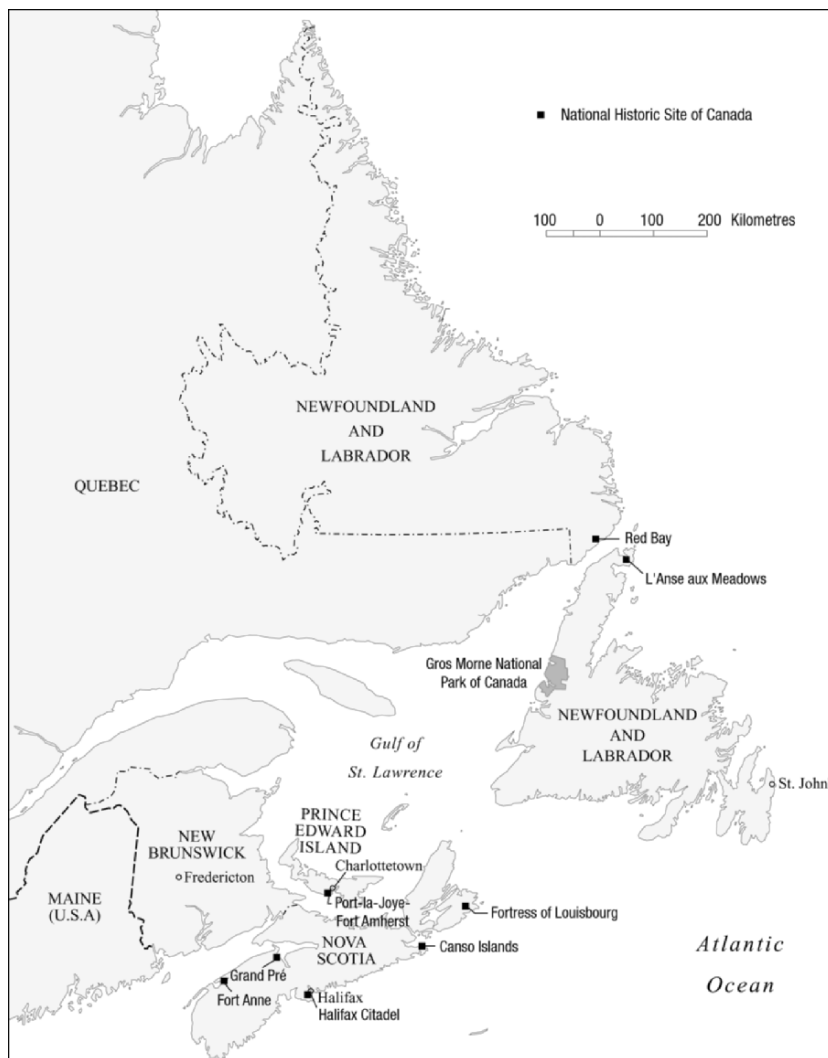 National Historic Site of Canada
100 0 100 200 Kilometres
NEWFOUNDLAND
AND
LABRADOR
QUEBEC
Red Bay
L'Anse aux Meadows
Gros Morne National
Park of Canada
NEWFOUNDLAND
AND
LABRADOR
Gulf of
St. Lawrence
St. John
PRINCE
EDWARD
ISLAND
NEW
BRUNSWICK
Charlottetown
Fredericton
MAINE
(U.S.A)
Port-la-Joye-
Fort Amherst
Fortress of Louisbourg
NOVA
SCOTIA
Canso Islands
Atlantic
Ocean
Grand Pré
Fort Anne
Halifax
Halifax Citadel